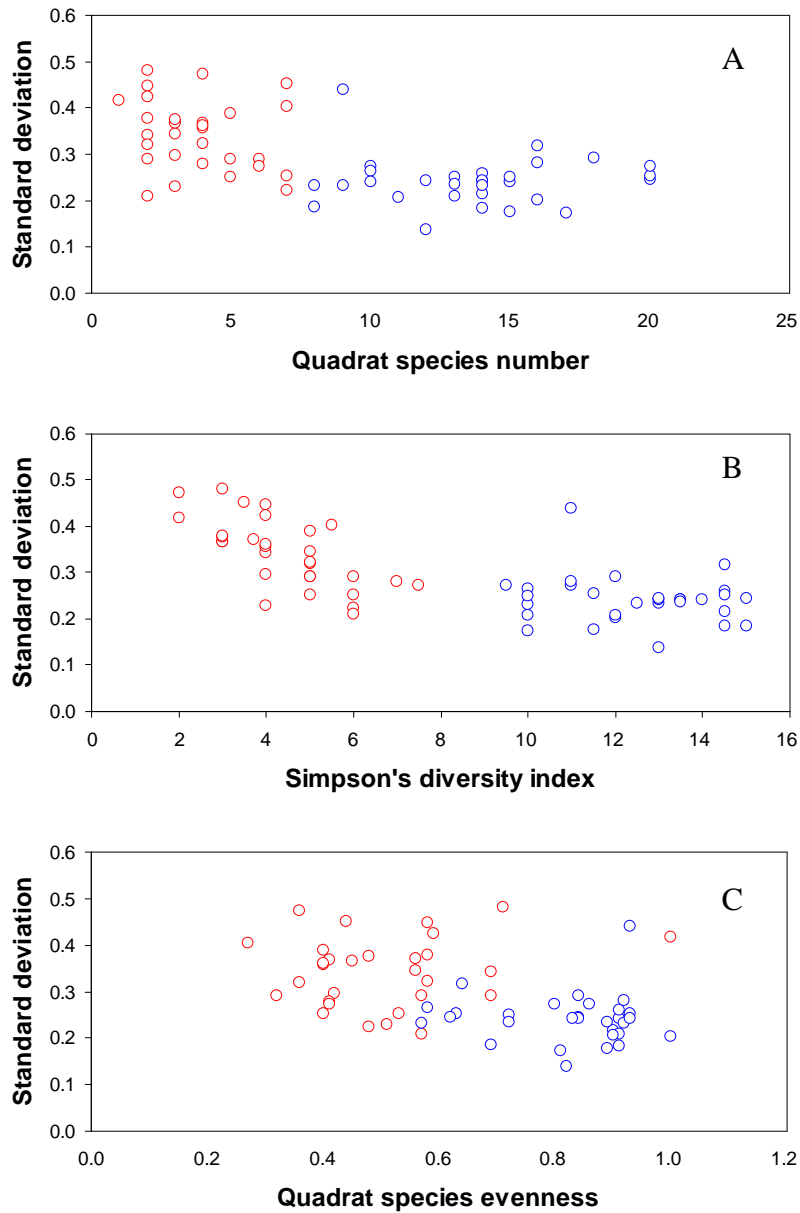 0.6
A
0.5
0.4
0.3
0.2
0.1
0.0
Standard deviation
0 5 10 15 20 25
Quadrat species number
0.6
B
0.5
0.4
0.3
0.2
0.1
0.0
Standard deviation
0 2 4 6 8 10 12 14 16
Simpson's diversity index
0.6
C
0.5
0.4
0.3
0.2
0.1
0.0
Standard deviation
0.0 0.2 0.4 0.6 0.8 1.0 1.2
Quadrat species evenness